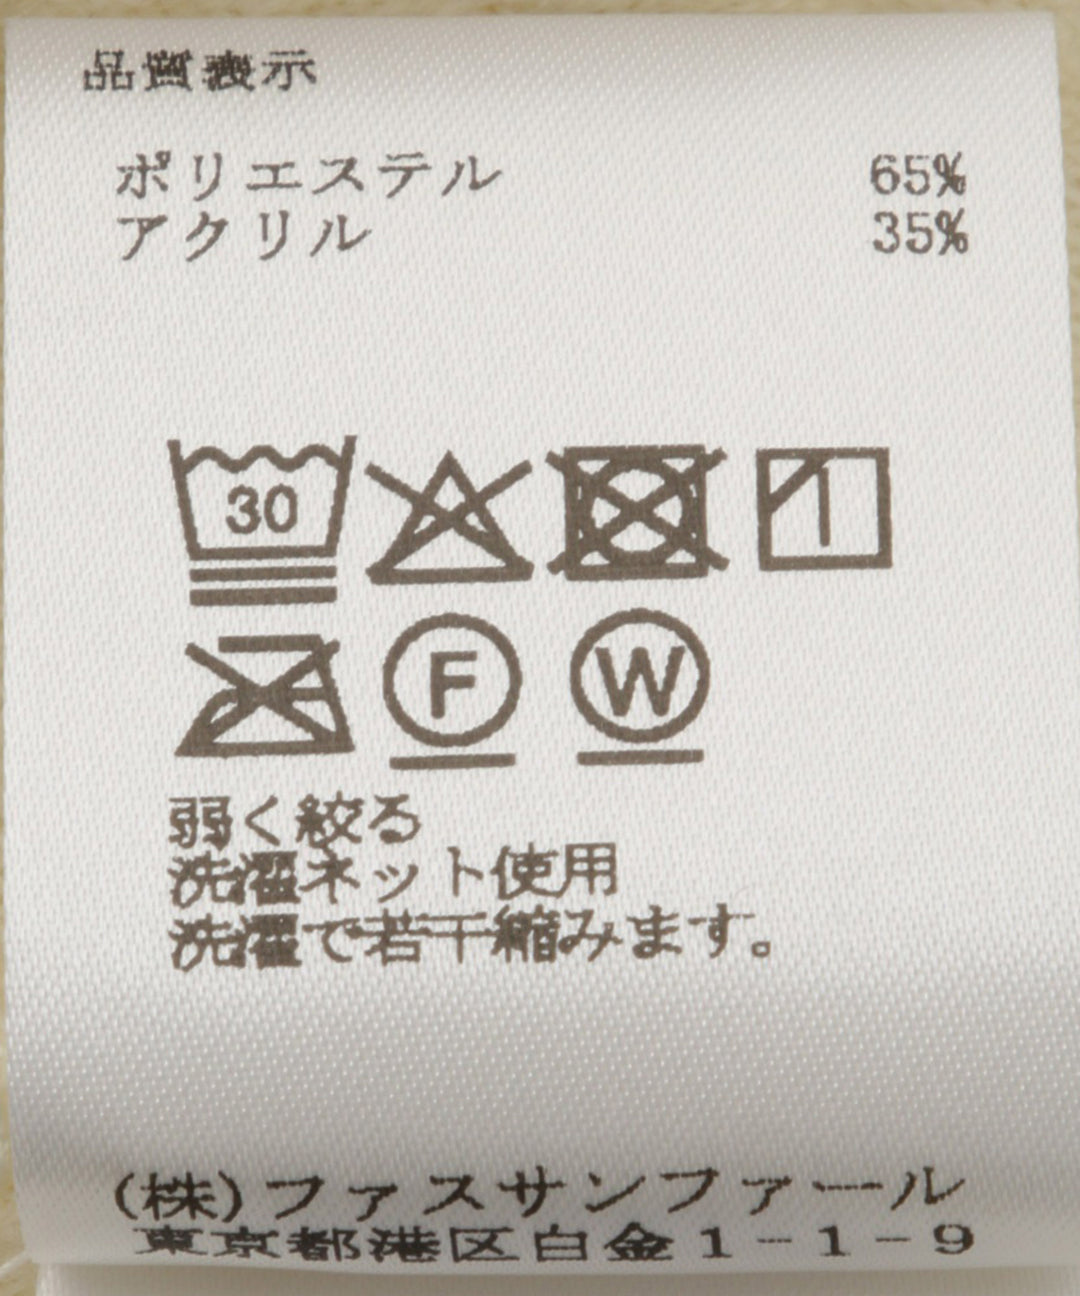 品質表示
ポリエステル 65%
アクリル 35%
30
F W
弱く絞る
洗濯ネット使用
洗濯で若干縮みます。
(株)ファスサンファール
東京都港区白金1-1-9